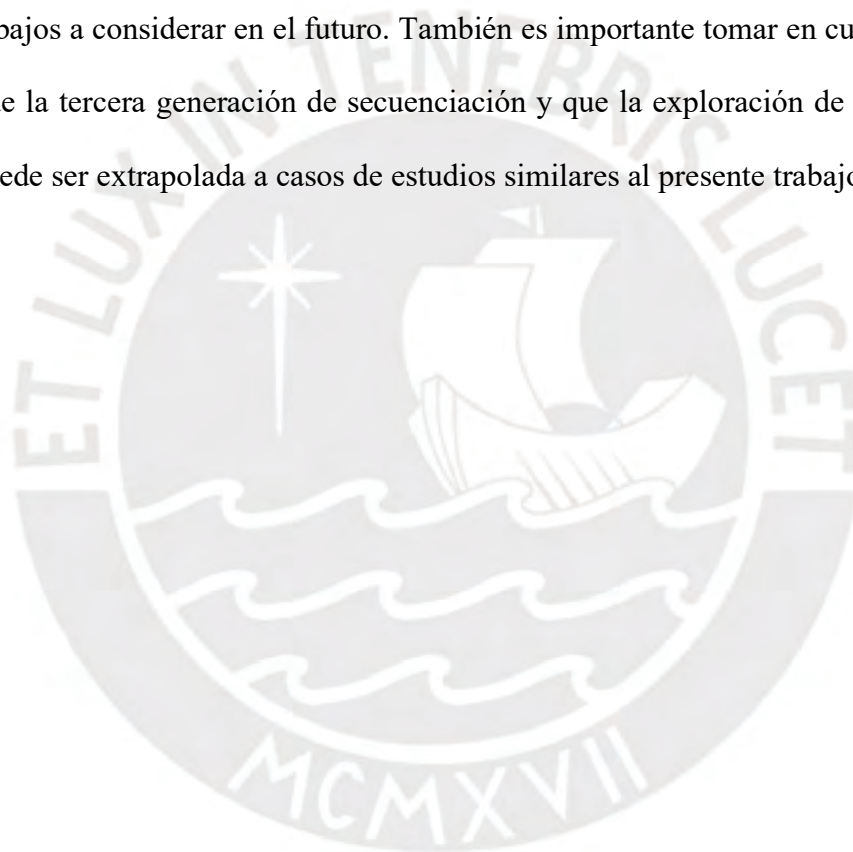 bajos a considerar en el futuro. También es importante tomar en cu
e la tercera generación de secuenciación y que la exploración de
ede ser extrapolada a casos de estudios similares al presente trabajo
ET LUX IN TENEBRIS LUCET
MCMXVII